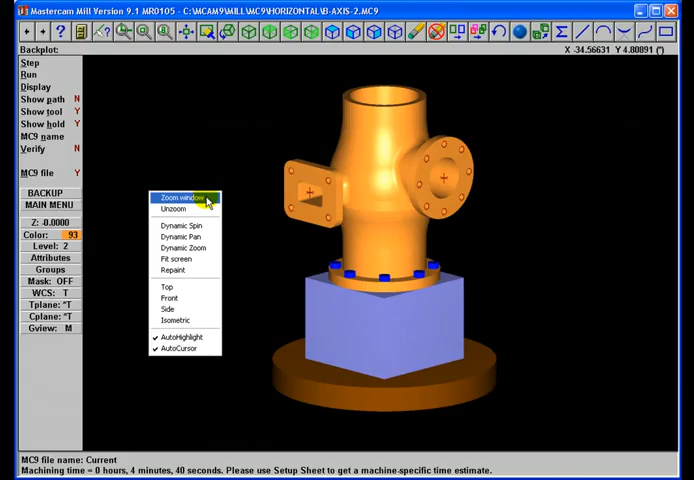 Mastercam Mill Version 9.1 MR0105 - C:\MCAM9\MILL\MC9\HORIZONTAL\B-AXIS-2.MC9
Backplot:
X -34.56631 Y 4.80891 (")
Step
Run
Display
Show path N
Show tool Y
Show hold Y
MC9 name
Verify N
MC9 file Y
BACKUP
MAIN MENU
Z: -0.0000
Color: 93
Level: 2
Attributes
Groups
Mask: OFF
WCS: T
Tplane: *T
Cplane: *T
Gview: M
Zoom window
Unzoom
Dynamic Spin
Dynamic Pan
Dynamic Zoom
Fit screen
Repaint
Top
Front
Side
Isometric
AutoHighlight
AutoCursor
MC9 file name: Current
Machining time = 0 hours, 4 minutes, 40 seconds. Please use Setup Sheet to get a machine-specific time estimate.